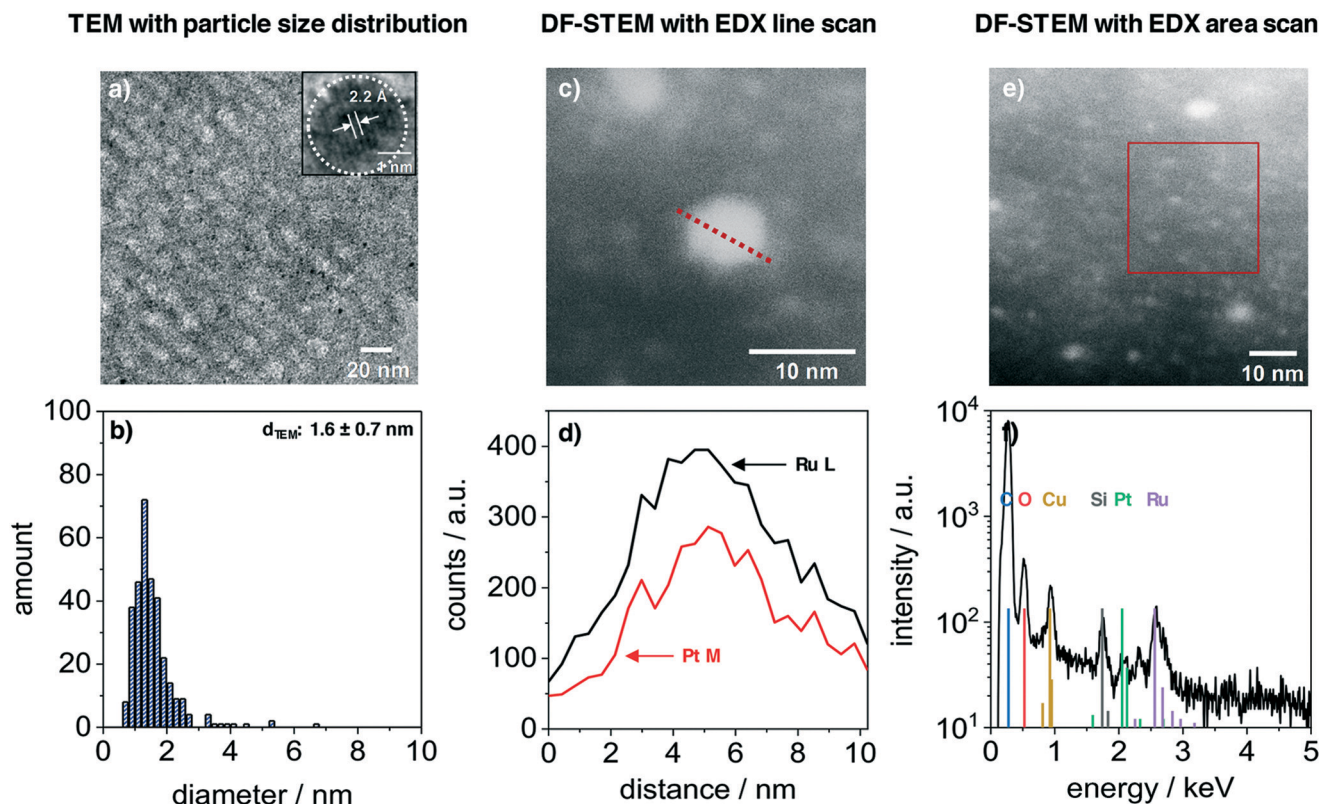 TEM with particle size distribution
DF-STEM with EDX line scan
DF-STEM with EDX area scan
a)
2.2 Å
1 nm
20 nm
c)
10 nm
e)
10 nm
b)
d_TEM: 1.6 ± 0.7 nm
100
80
60
40
20
0
amount
0 2 4 6 8 10
diameter / nm
d)
Ru L
Pt M
400
300
200
100
0
counts / a.u.
0 2 4 6 8 10
distance / nm
f)
C O Cu Si Pt Ru
10⁴
10³
10²
10¹
intensity / a.u.
0 1 2 3 4 5
energy / keV